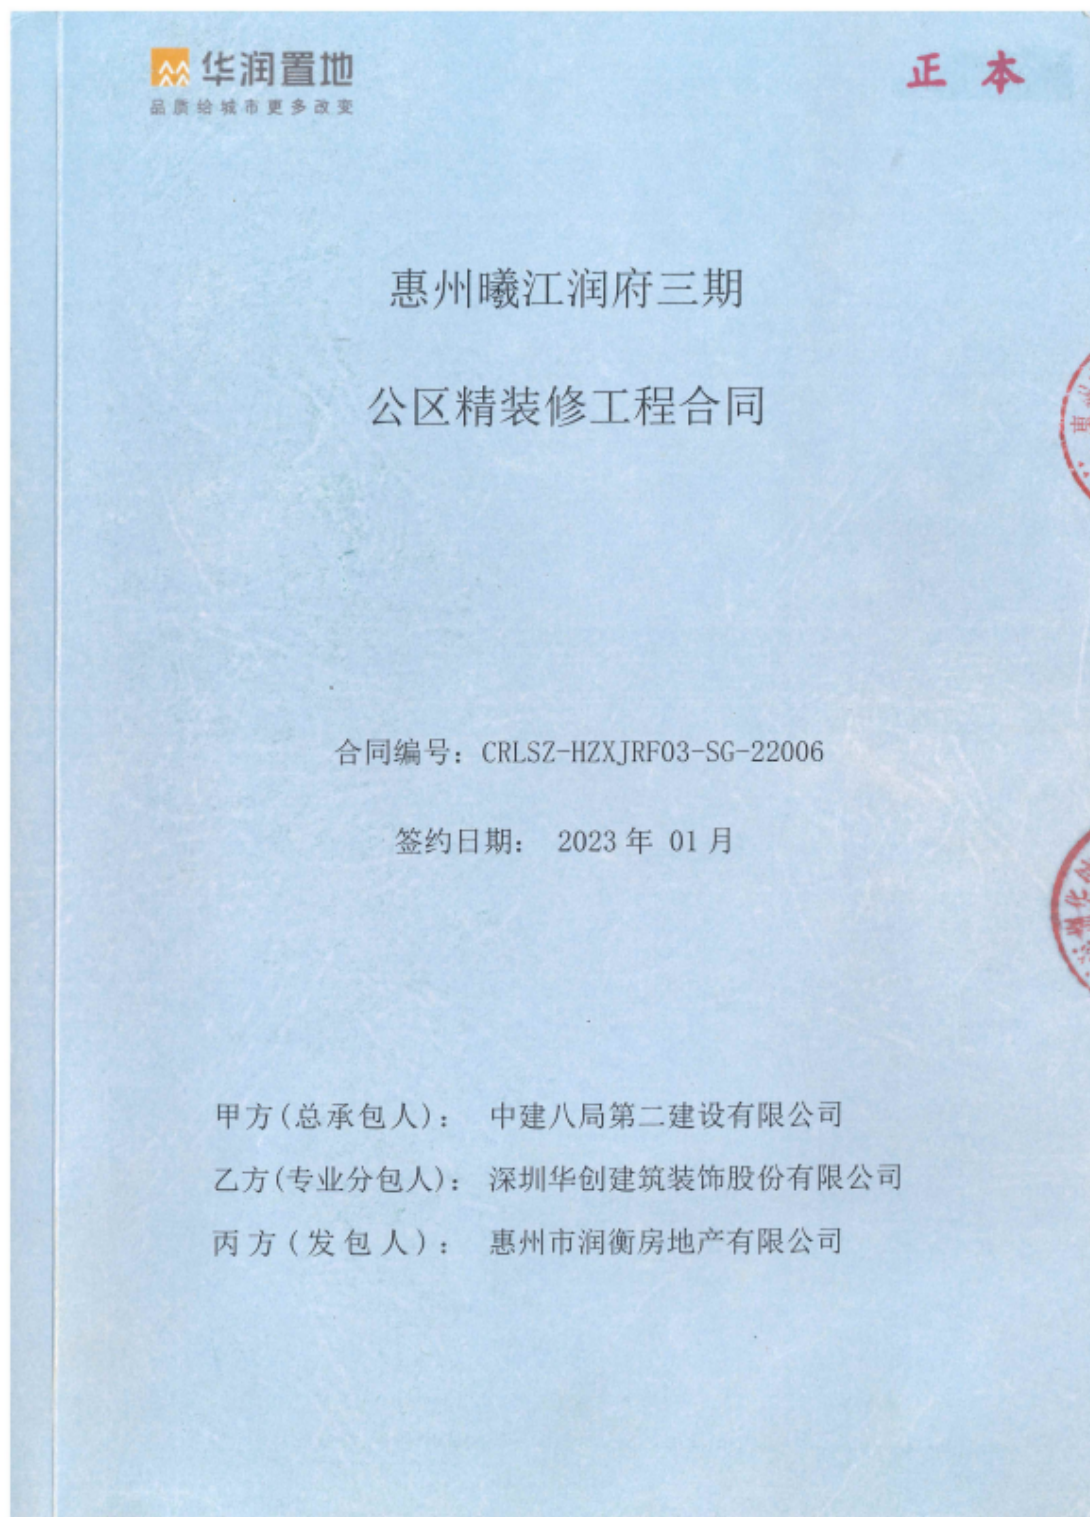 华润置地
品质给城市更多改变
正 本
惠州曦江润府三期
公区精装修工程合同
合同编号：CRLSZ-HZXJRF03-SG-22006
签约日期： 2023 年 01 月
甲方(总承包人)： 中建八局第二建设有限公司
乙方(专业分包人)： 深圳华创建筑装饰股份有限公司
丙方(发包人)： 惠州市润衡房地产有限公司